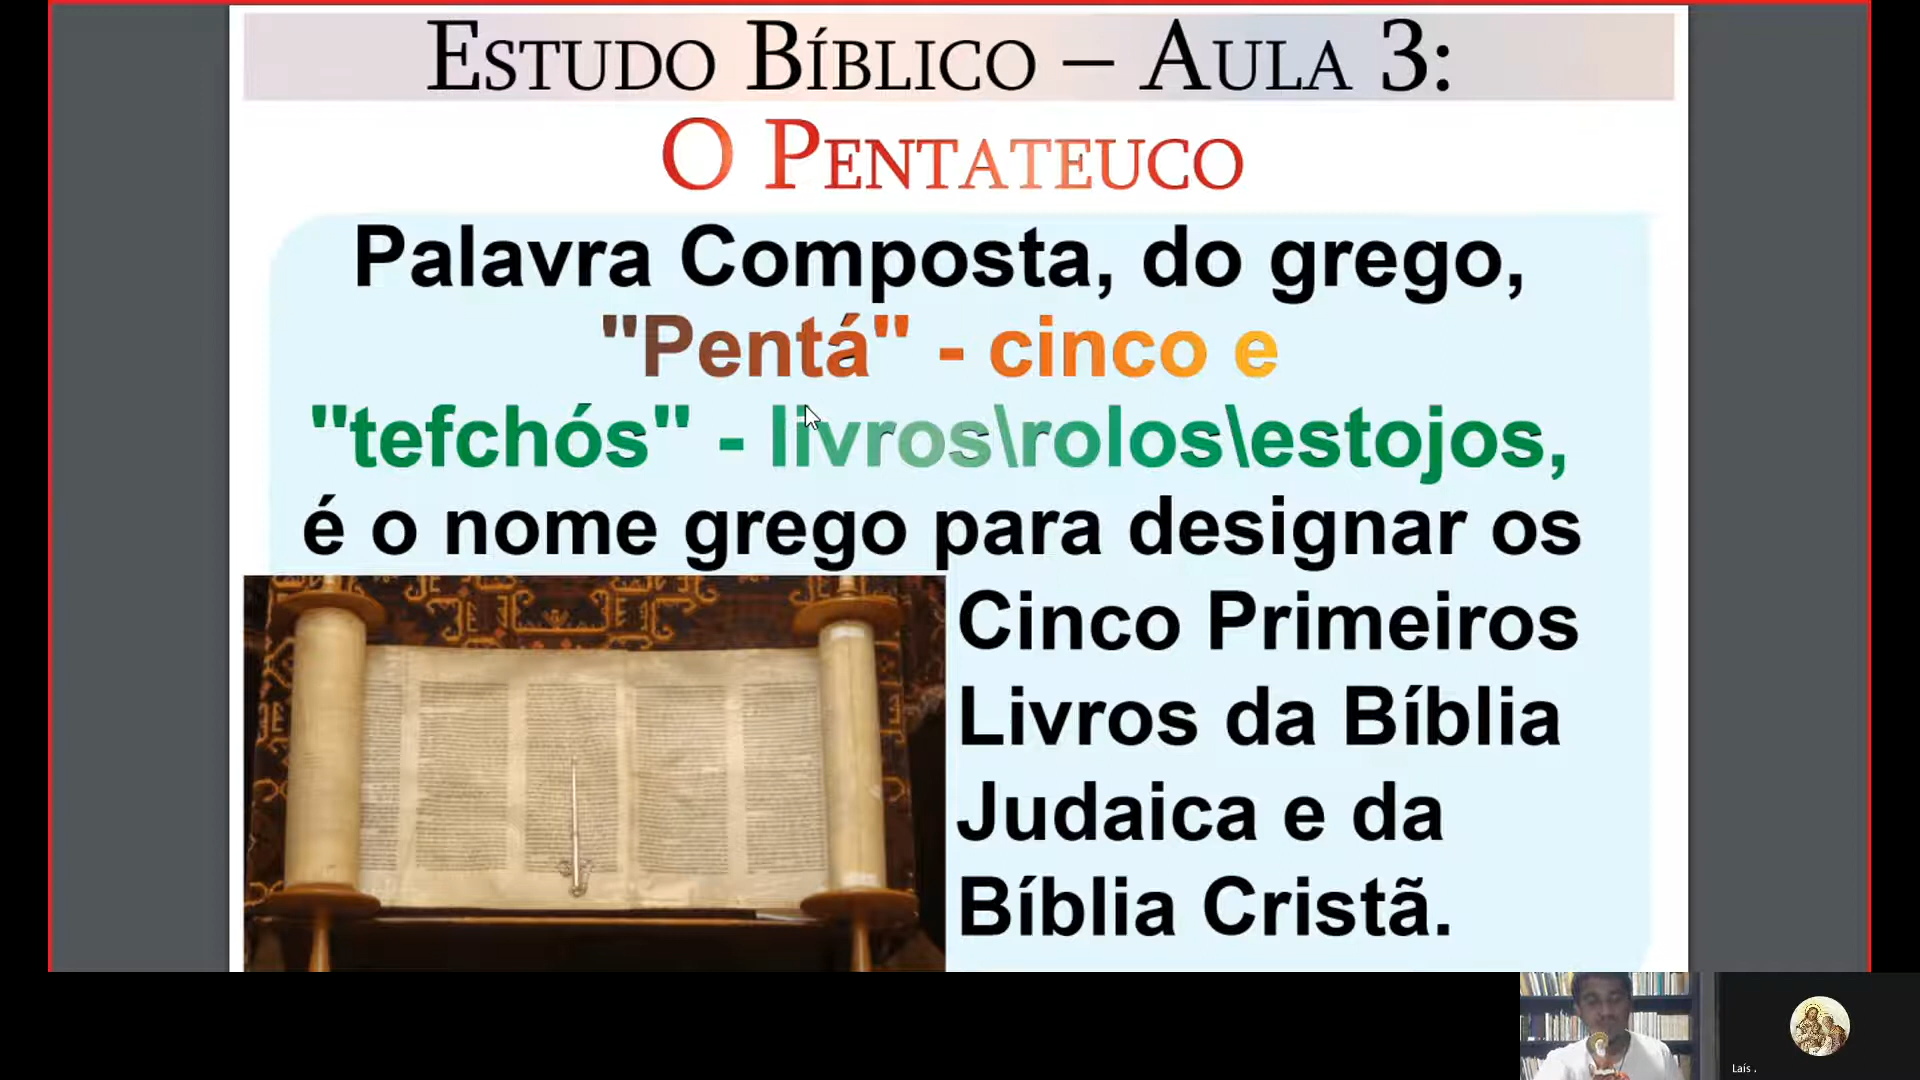 Estudo Bíblico – Aula 3:
O Pentateuco
Palavra Composta, do grego,
"Pentá" - cinco e
"tefchós" - livros\rolos\estojos,
é o nome grego para designar os
Cinco Primeiros
Livros da Bíblia
Judaica e da
Bíblia Cristã.
Laís .